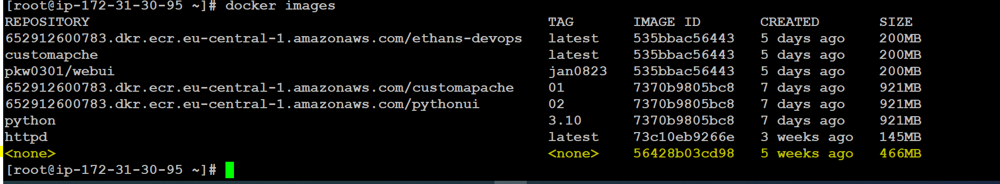 [root@ip-172-31-30-95 ~]# docker images
REPOSITORY TAG IMAGE ID CREATED SIZE
652912600783.dkr.ecr.eu-central-1.amazonaws.com/ethans-devops latest 535bbac56443 5 days ago 200MB
customapche latest 535bbac56443 5 days ago 200MB
pkw0301/webui jan0823 535bbac56443 5 days ago 200MB
652912600783.dkr.ecr.eu-central-1.amazonaws.com/customapache 01 7370b9805bc8 7 days ago 921MB
652912600783.dkr.ecr.eu-central-1.amazonaws.com/pythonui 02 7370b9805bc8 7 days ago 921MB
python 3.10 7370b9805bc8 7 days ago 921MB
httpd latest 73c10eb9266e 3 weeks ago 145MB
<none> <none> 56428b03cd98 5 weeks ago 466MB
[root@ip-172-31-30-95 ~]#